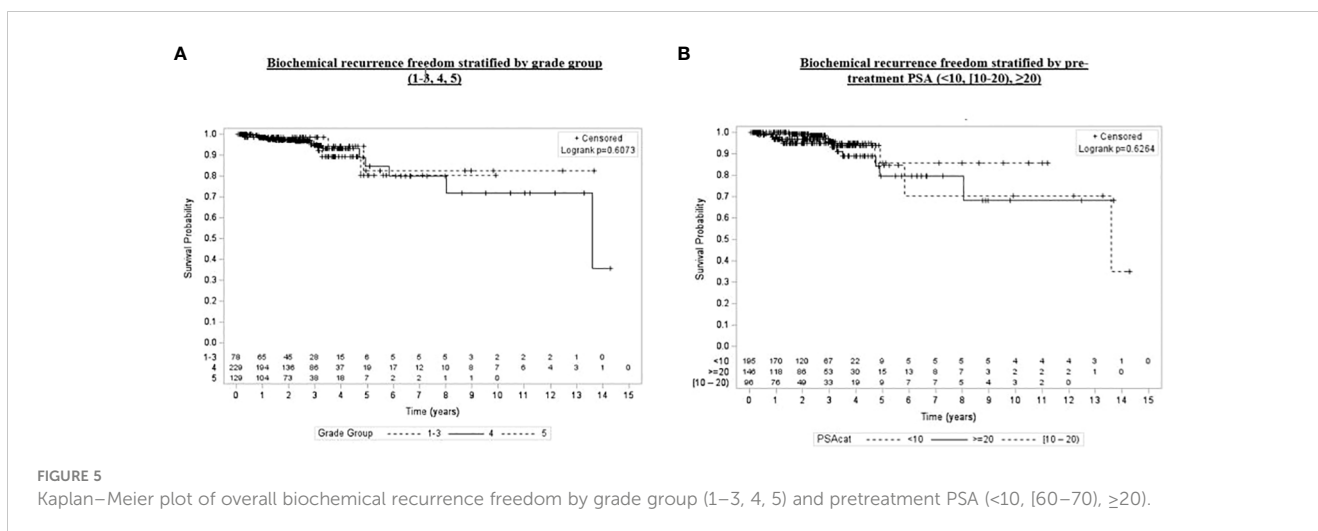 A
Biochemical recurrence freedom stratified by grade group
(1-3, 4, 5)
+ Censored
Logrank p=0.6073
1.0
0.9
0.8
0.7
0.6
0.5
0.4
0.3
0.2
0.1
0.0
Survival Probability
1-3 78 65 45 28 15 6 5 5 5 3 2 2 2 1 0
4 229 194 136 86 37 19 17 12 10 8 7 6 4 3 1 0
5 129 104 73 38 18 7 2 2 1 1 0
0 1 2 3 4 5 6 7 8 9 10 11 12 13 14 15
Time (years)
Grade Group 1-3 4 5
B
Biochemical recurrence freedom stratified by pre-
treatment PSA (<10, [10-20), ≥20)
+ Censored
Logrank p=0.6264
1.0
0.9
0.8
0.7
0.6
0.5
0.4
0.3
0.2
0.1
0.0
Survival Probability
<10 195 170 120 67 22 9 5 5 5 5 4 4 4 3 1 0
>=20 146 118 86 53 30 15 13 8 7 3 2 2 2 1 0
[10 – 20) 96 76 49 33 19 9 7 7 5 4 3 2 0
0 1 2 3 4 5 6 7 8 9 10 11 12 13 14 15
Time (years)
PSAcat <10 >=20 [10 – 20)
FIGURE 5
Kaplan–Meier plot of overall biochemical recurrence freedom by grade group (1–3, 4, 5) and pretreatment PSA (<10, [60–70), ≥20).